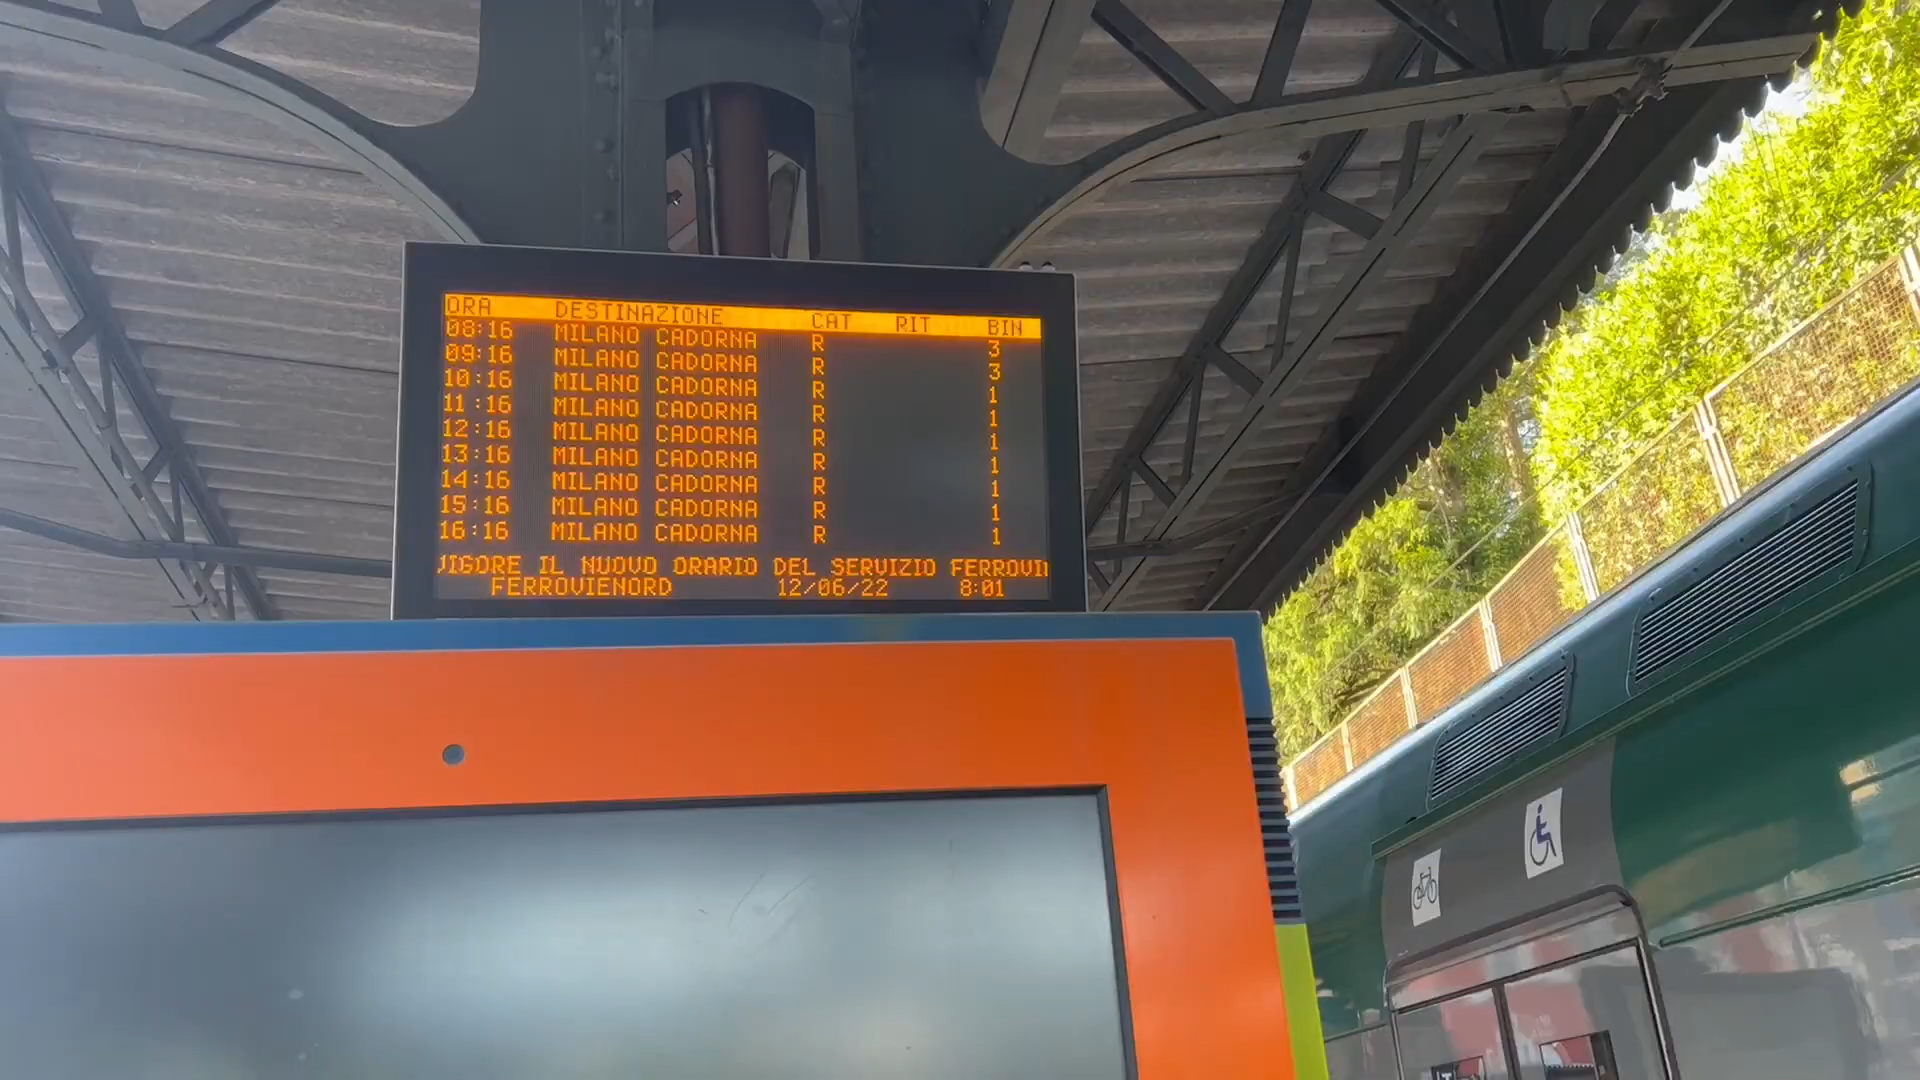 ORA DESTINAZIONE CAT RIT BIN
08:16 MILANO CADORNA R 3
09:16 MILANO CADORNA R 3
10:16 MILANO CADORNA R 1
11:16 MILANO CADORNA R 1
12:16 MILANO CADORNA R 1
13:16 MILANO CADORNA R 1
14:16 MILANO CADORNA R 1
15:16 MILANO CADORNA R 1
16:16 MILANO CADORNA R 1
VIGORE IL NUOVO ORARIO DEL SERVIZIO FERROVI
FERROVIENORD 12/06/22 8:01